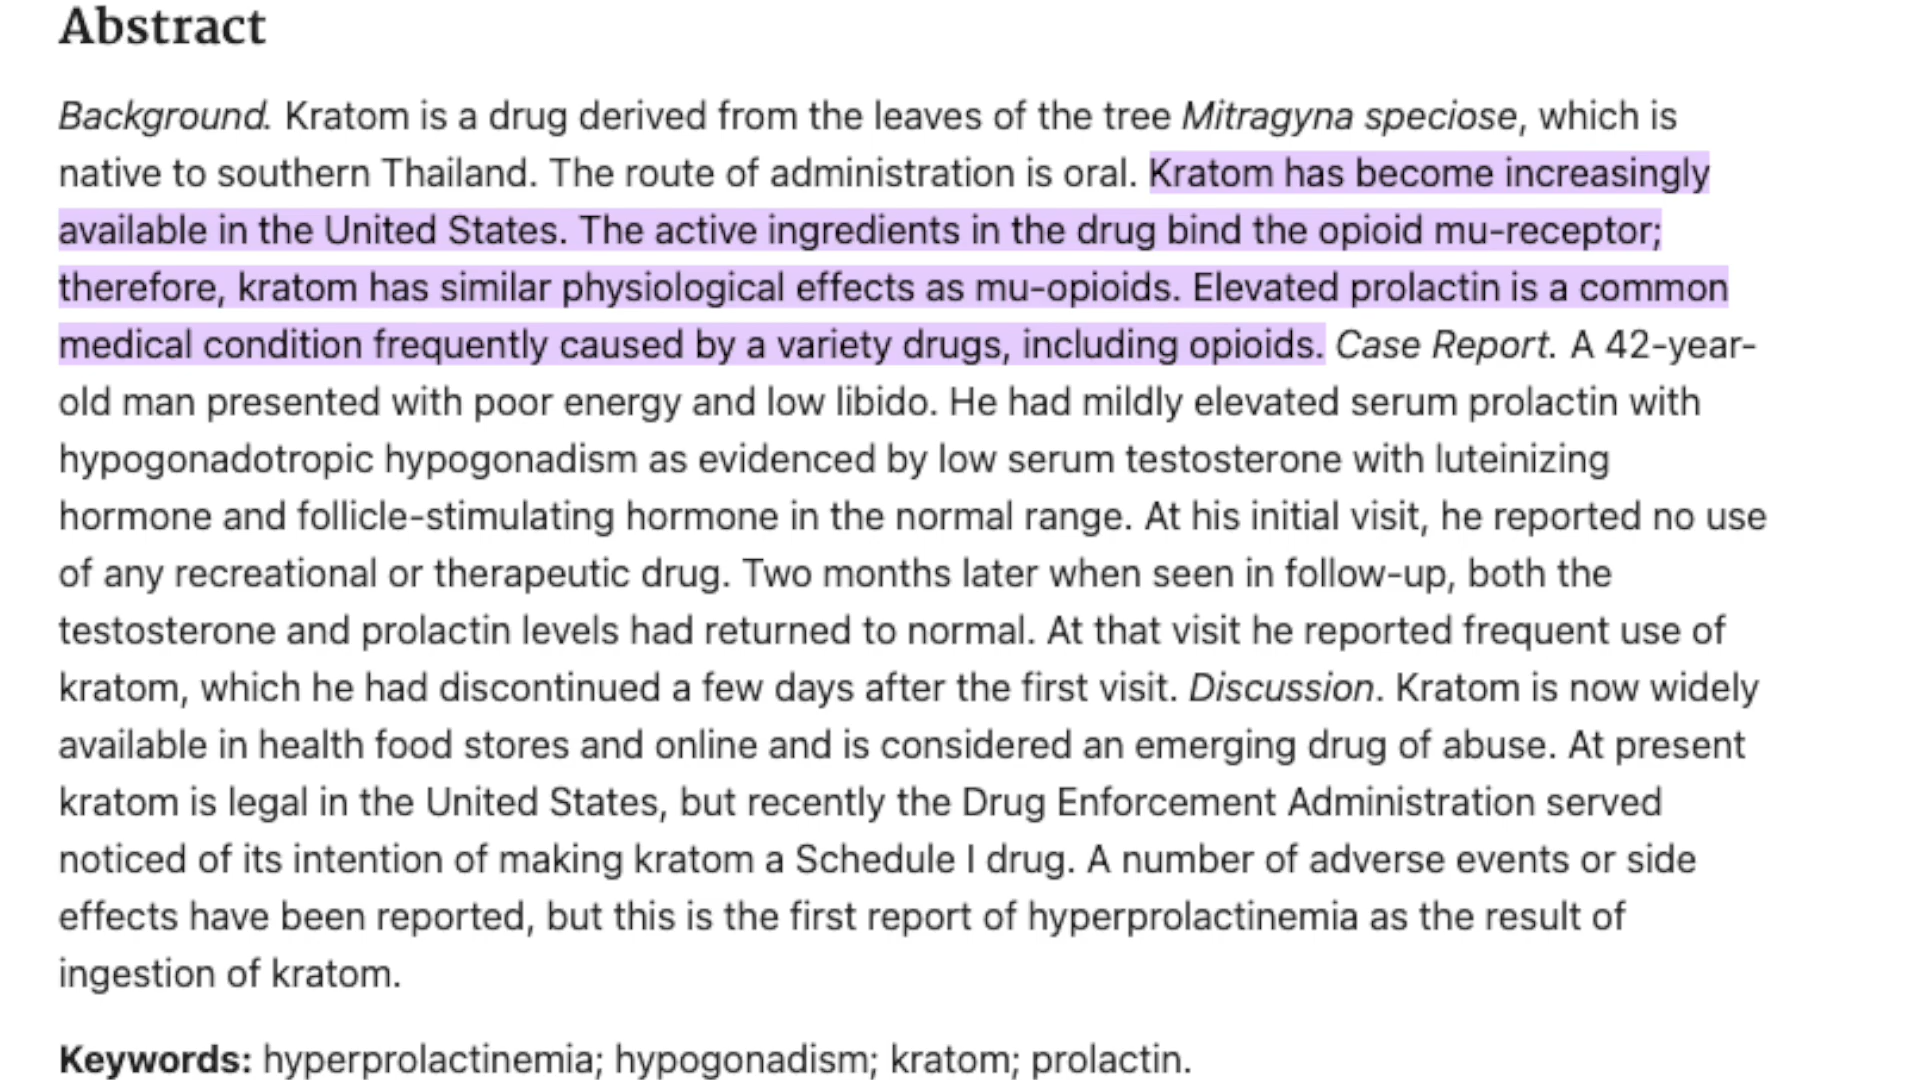 Abstract
Background. Kratom is a drug derived from the leaves of the tree Mitragyna speciose, which is
native to southern Thailand. The route of administration is oral. Kratom has become increasingly
available in the United States. The active ingredients in the drug bind the opioid mu-receptor;
therefore, kratom has similar physiological effects as mu-opioids. Elevated prolactin is a common
medical condition frequently caused by a variety drugs, including opioids. Case Report. A 42-year-
old man presented with poor energy and low libido. He had mildly elevated serum prolactin with
hypogonadotropic hypogonadism as evidenced by low serum testosterone with luteinizing
hormone and follicle-stimulating hormone in the normal range. At his initial visit, he reported no use
of any recreational or therapeutic drug. Two months later when seen in follow-up, both the
testosterone and prolactin levels had returned to normal. At that visit he reported frequent use of
kratom, which he had discontinued a few days after the first visit. Discussion. Kratom is now widely
available in health food stores and online and is considered an emerging drug of abuse. At present
kratom is legal in the United States, but recently the Drug Enforcement Administration served
noticed of its intention of making kratom a Schedule I drug. A number of adverse events or side
effects have been reported, but this is the first report of hyperprolactinemia as the result of
ingestion of kratom.
Keywords: hyperprolactinemia; hypogonadism; kratom; prolactin.